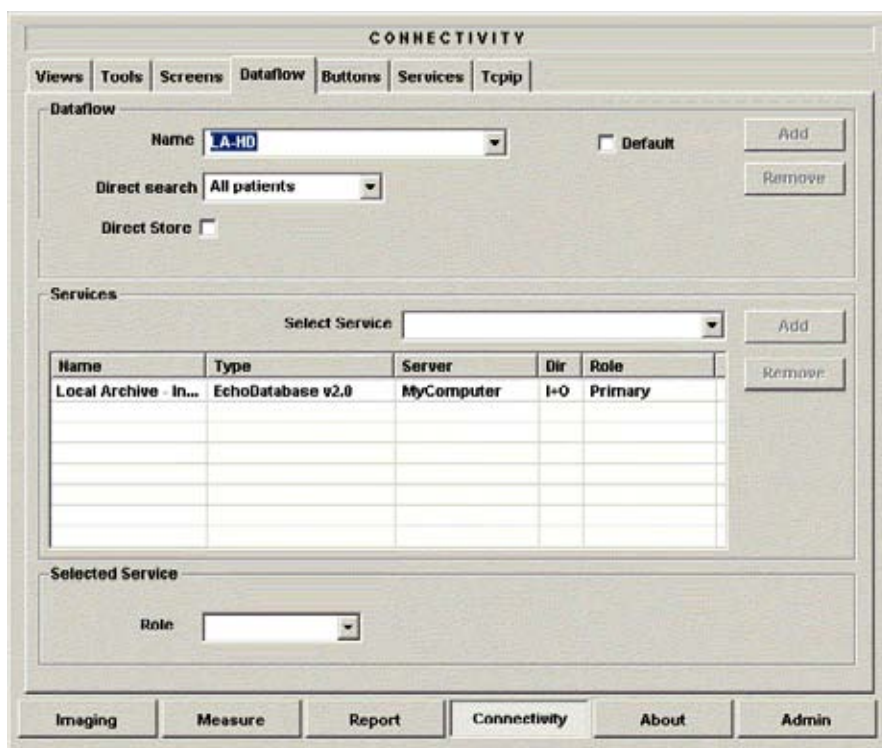 CONNECTIVITY
Views Tools Screens Dataflow Buttons Services Tcpip
Dataflow
Name LA-HD Default Add
Direct search All patients Remove
Direct Store
Services
Select Service Add
Name Type Server Dir Role Remove
Local Archive - In... EchoDatabase v2.0 MyComputer I+O Primary
Selected Service
Role
Imaging Measure Report Connectivity About Admin